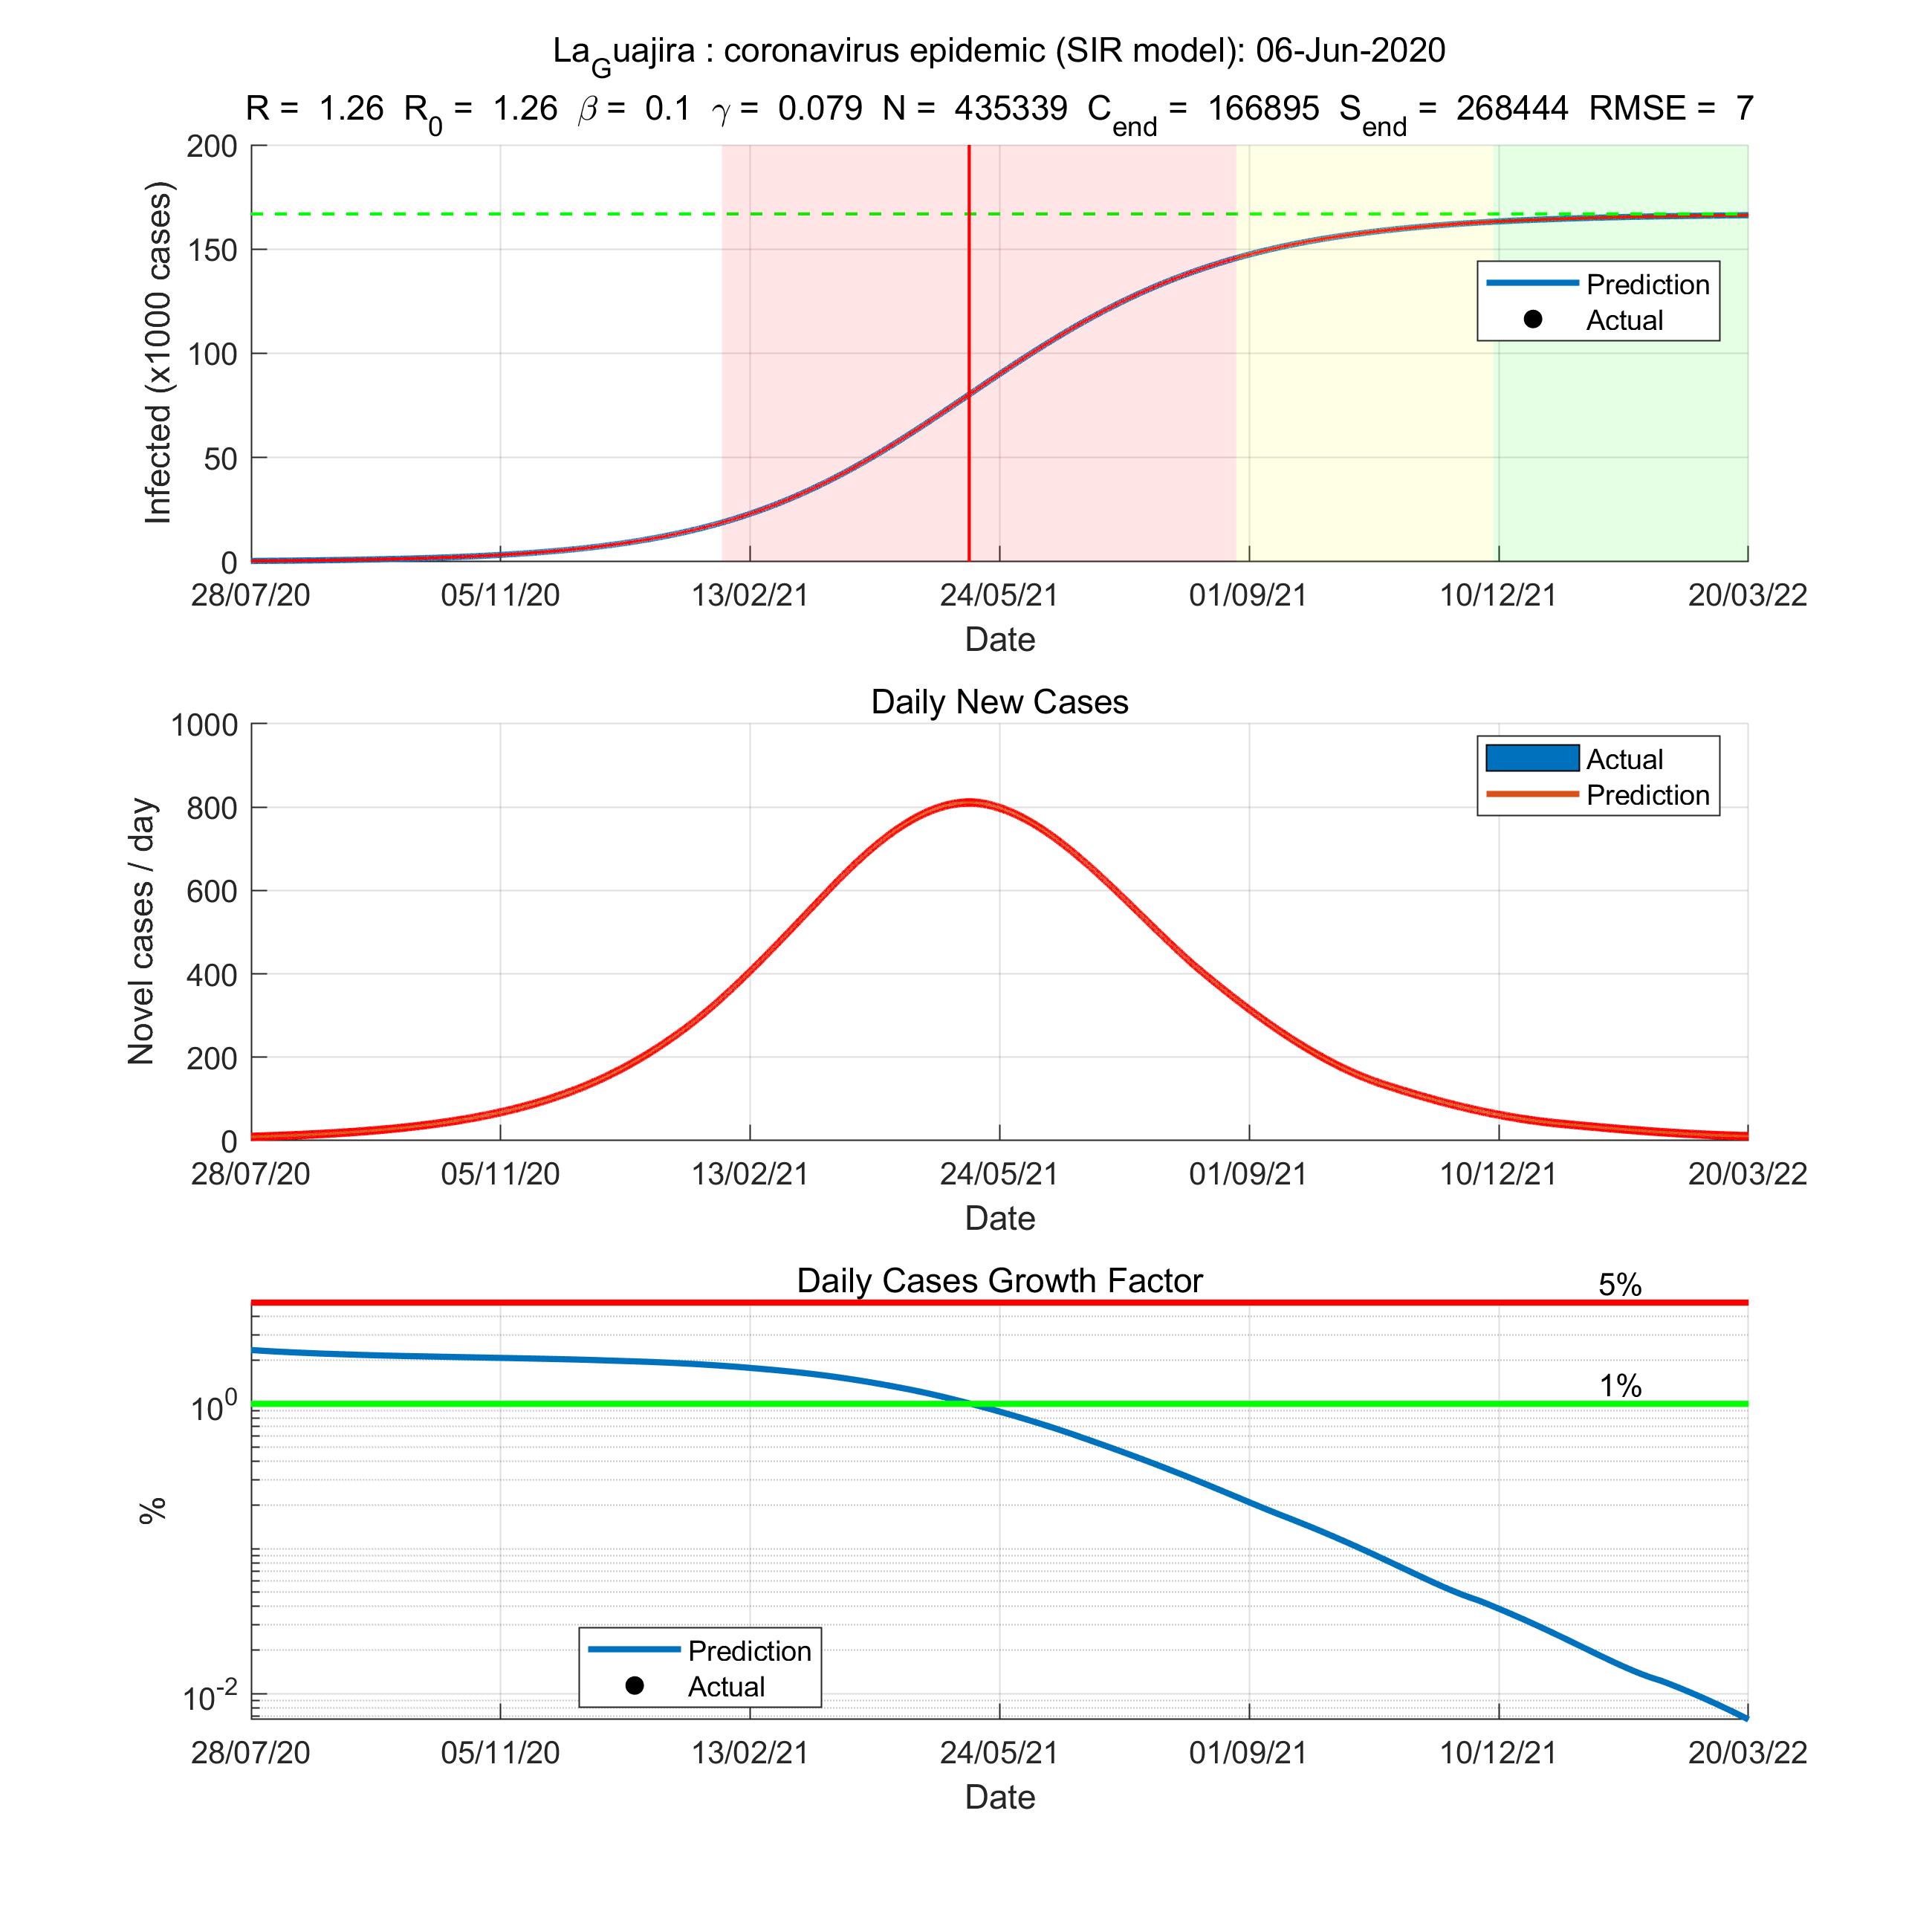 La_Guajira : coronavirus epidemic (SIR model): 06-Jun-2020
R = 1.26 R_0 = 1.26 β = 0.1 γ = 0.079 N = 435339 C_end = 166895 S_end = 268444 RMSE = 7
200
150
100
50
0
Infected (x1000 cases)
Prediction
Actual
28/07/20 05/11/20 13/02/21 24/05/21 01/09/21 10/12/21 20/03/22
Date
Daily New Cases
1000
800
600
400
200
0
Novel cases / day
Actual
Prediction
28/07/20 05/11/20 13/02/21 24/05/21 01/09/21 10/12/21 20/03/22
Date
Daily Cases Growth Factor
5%
1%
10^0
10^-2
%
Prediction
Actual
28/07/20 05/11/20 13/02/21 24/05/21 01/09/21 10/12/21 20/03/22
Date